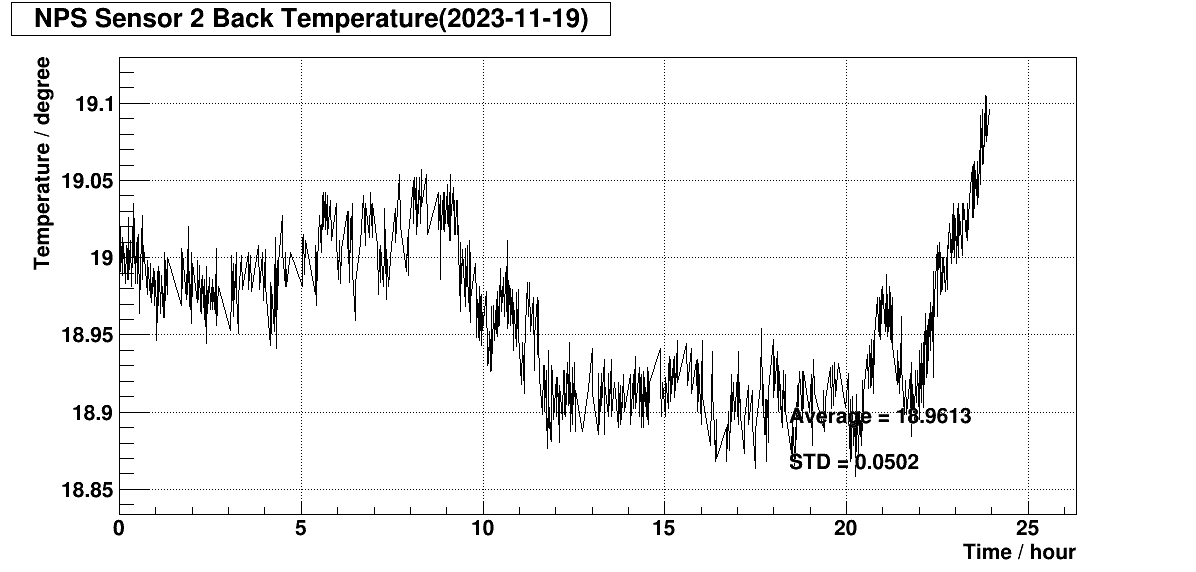 NPS Sensor 2 Back Temperature(2023-11-19)
Temperature / degree
19.1
19.05
19
18.95
18.9
18.85
Average = 18.9613
STD = 0.0502
0 5 10 15 20 25
Time / hour